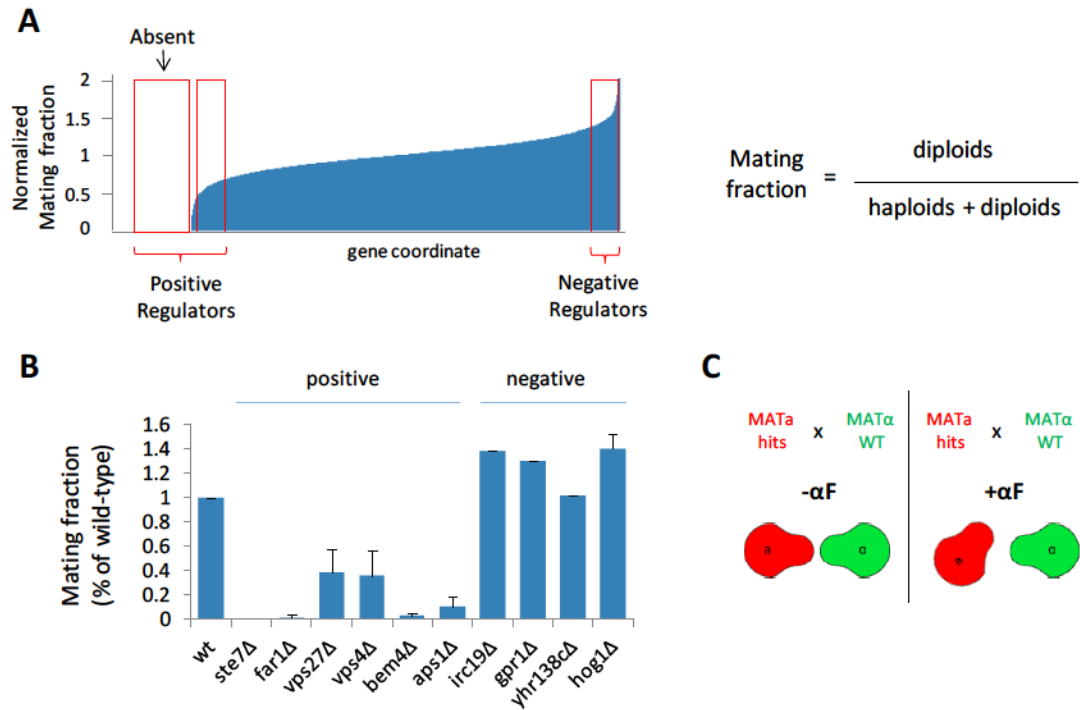 A
Absent
Normalized
Mating fraction
2
1.5
1
0.5
0
gene coordinate
Positive
Regulators
Negative
Regulators
Mating
fraction
=
diploids
haploids + diploids
B
positive
negative
Mating fraction
(% of wild-type)
1.6
1.4
1.2
1
0.8
0.6
0.4
0.2
0
wt
ste7Δ
far1Δ
vps27Δ
vps4Δ
bem4Δ
aps1Δ
irc19Δ
gpr1Δ
yhr138cΔ
hog1Δ
C
MATa
hits
x
MATα
WT
-αF
a
α
MATa
hits
x
MATα
WT
+αF
a
α